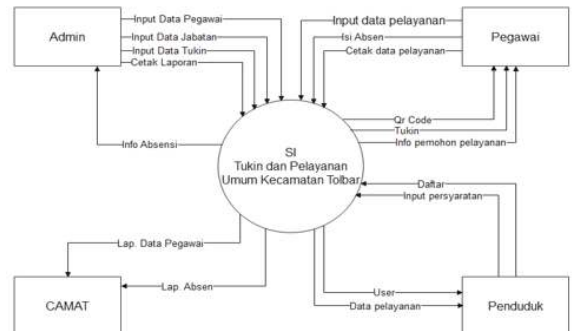 Admin
Input Data Pegawai
Input Data Jabatan
Input Data Tukin
Cetak Laporan
Input data pelayanan
Isi Absen
Cetak data pelayanan
Pegawai
Qr Code
Tukin
Info pemohon pelayanan
Info Absensi
SI
Tukin dan Pelayanan
Umum Kecamatan Tolbar
Daftar
Input persyaratan
Lap. Data Pegawai
Lap. Absen
User
Data pelayanan
CAMAT
Penduduk